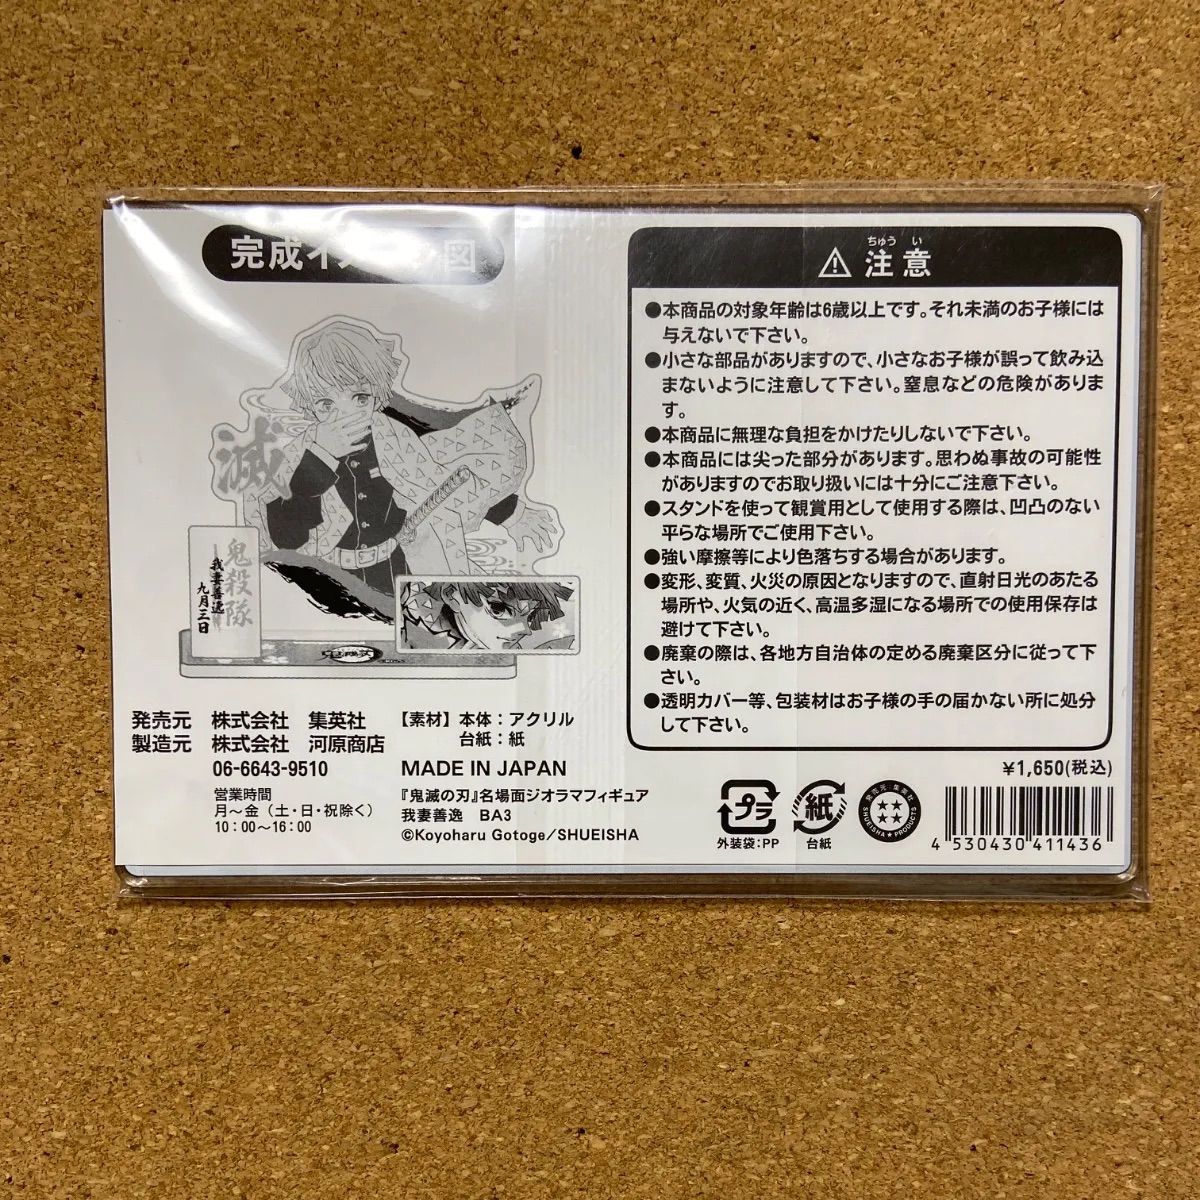 完成イメージ図
滅
鬼殺隊
我妻善逸
九月三日
発売元 株式会社 集英社
製造元 株式会社 河原商店
06-6643-9510
営業時間
月～金（土・日・祝除く）
10：00～16：00
【素材】本体：アクリル
台紙：紙
MADE IN JAPAN
『鬼滅の刃』名場面ジオラマフィギュア
我妻善逸 BA3
©Koyoharu Gotoge／SHUEISHA
ちゅう い
⚠注意
●本商品の対象年齢は6歳以上です。それ未満のお子様には
与えないで下さい。
●小さな部品がありますので、小さなお子様が誤って飲み込
まないように注意して下さい。窒息などの危険がありま
す。
●本商品に無理な負担をかけたりしないで下さい。
●本商品には尖った部分があります。思わぬ事故の可能性
がありますのでお取り扱いには十分にご注意下さい。
●スタンドを使って観賞用として使用する際は、凹凸のない
平らな場所でご使用下さい。
●強い摩擦等により色落ちする場合があります。
●変形、変質、火災の原因となりますので、直射日光のあたる
場所や、火気の近く、高温多湿になる場所での使用保存は
避けて下さい。
●廃棄の際は、各地方自治体の定める廃棄区分に従って下
さい。
●透明カバー等、包装材はお子様の手の届かない所に処分
して下さい。
¥1,650(税込)
プラ
外装袋：PP
紙
台紙
発売元・集英社
SHUEISHA★PRODUCTS
4 530430 411436